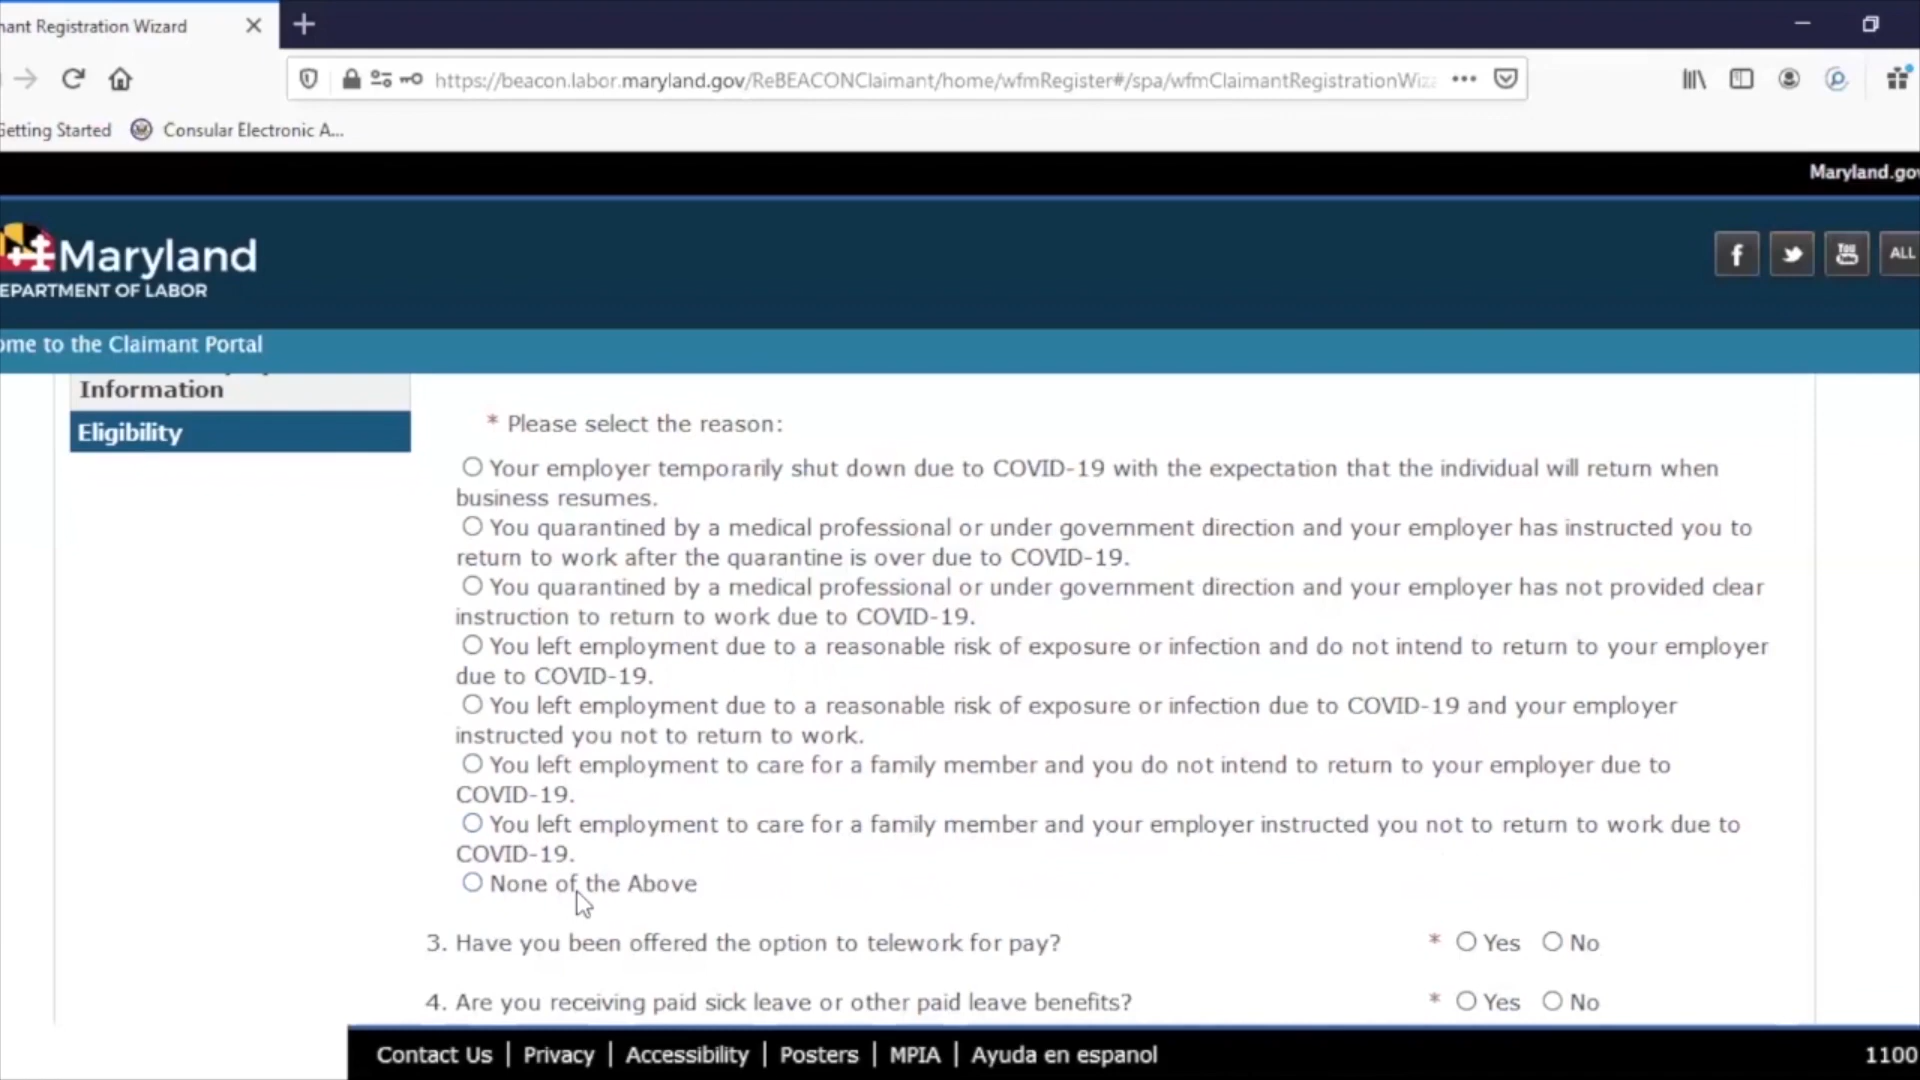 nant Registration Wizard
https://beacon.labor.maryland.gov/ReBEACONClaimant/home/wfmRegister#/spa/wfmClaimantRegistrationWiz
Getting Started Consular Electronic A...
Maryland.gov
Maryland
EPARTMENT OF LABOR
f You ALL
ome to the Claimant Portal
Information
Eligibility
* Please select the reason:
Your employer temporarily shut down due to COVID-19 with the expectation that the individual will return when
business resumes.
You quarantined by a medical professional or under government direction and your employer has instructed you to
return to work after the quarantine is over due to COVID-19.
You quarantined by a medical professional or under government direction and your employer has not provided clear
instruction to return to work due to COVID-19.
You left employment due to a reasonable risk of exposure or infection and do not intend to return to your employer
due to COVID-19.
You left employment due to a reasonable risk of exposure or infection due to COVID-19 and your employer
instructed you not to return to work.
You left employment to care for a family member and you do not intend to return to your employer due to
COVID-19.
You left employment to care for a family member and your employer instructed you not to return to work due to
COVID-19.
None of the Above
3. Have you been offered the option to telework for pay? * Yes No
4. Are you receiving paid sick leave or other paid leave benefits? * Yes No
Contact Us | Privacy | Accessibility | Posters | MPIA | Ayuda en espanol 1100